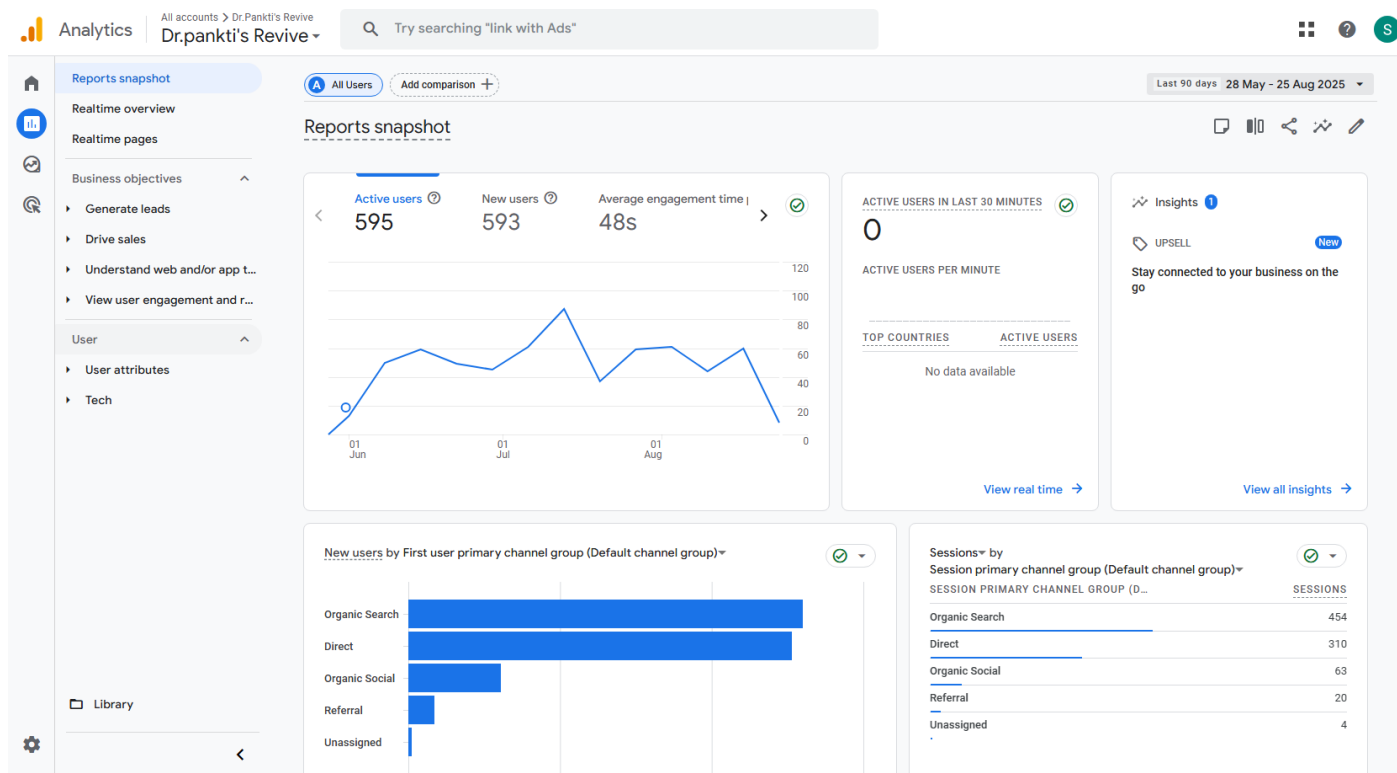 Analytics
All accounts > Dr.Pankti's Revive
Dr.pankti's Revive
Try searching "link with Ads"
S
Reports snapshot
Realtime overview
Realtime pages
Business objectives
Generate leads
Drive sales
Understand web and/or app t...
View user engagement and r...
User
User attributes
Tech
Library
A All Users
Add comparison +
Last 90 days 28 May - 25 Aug 2025
Reports snapshot
Active users
595
New users
593
Average engagement time
48s
120
100
80
60
40
20
0
01 Jun
01 Jul
01 Aug
ACTIVE USERS IN LAST 30 MINUTES
0
ACTIVE USERS PER MINUTE
TOP COUNTRIES ACTIVE USERS
No data available
View real time
Insights 1
UPSELL New
Stay connected to your business on the
go
View all insights
New users by First user primary channel group (Default channel group)
Organic Search
Direct
Organic Social
Referral
Unassigned
Sessions by
Session primary channel group (Default channel group)
SESSION PRIMARY CHANNEL GROUP (D... SESSIONS
Organic Search 454
Direct 310
Organic Social 63
Referral 20
Unassigned 4